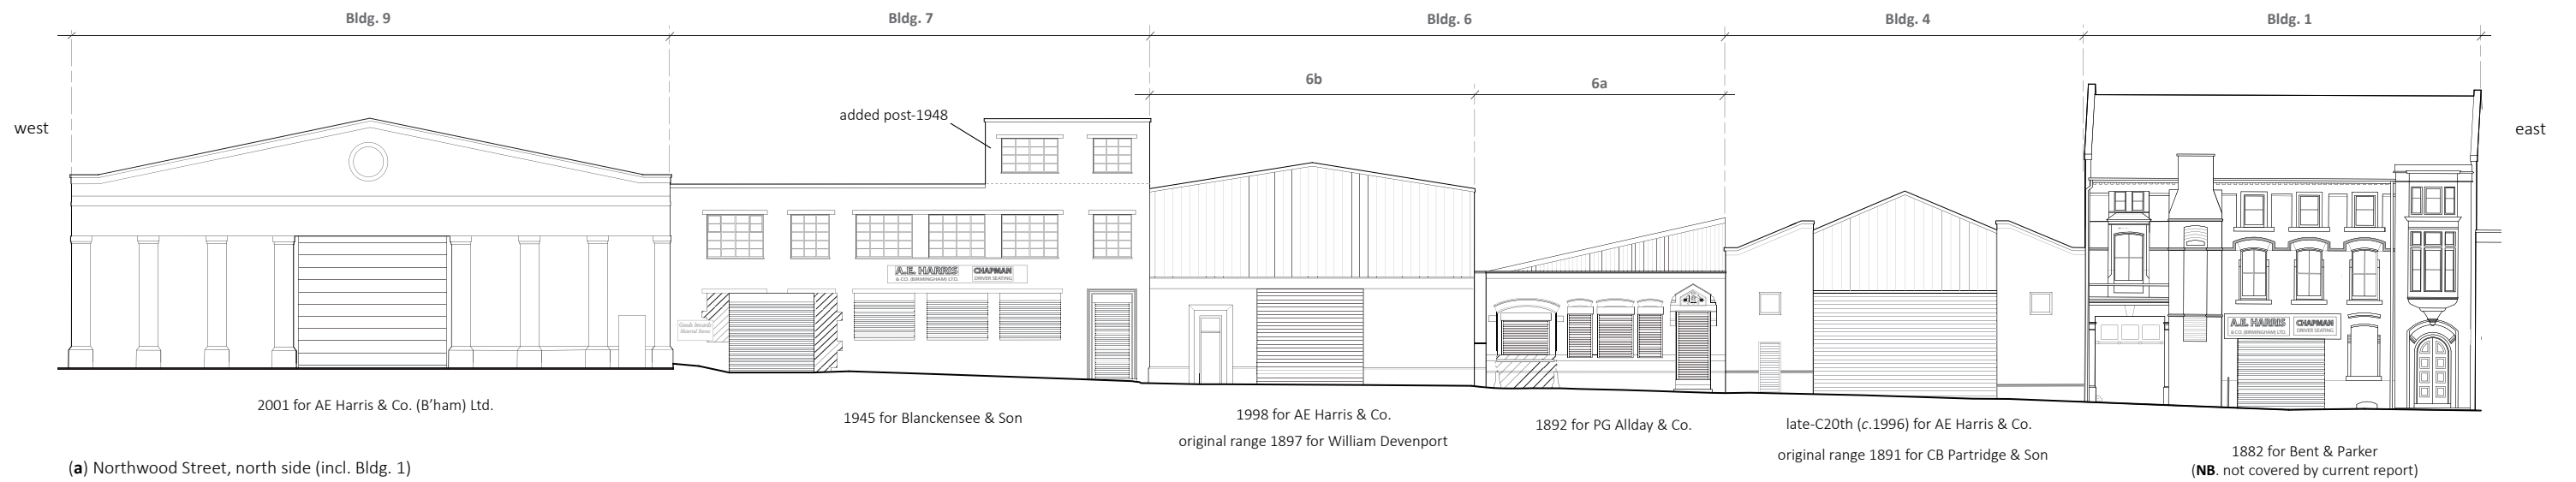 Bldg. 9
Bldg. 7
Bldg. 6
Bldg. 4
Bldg. 1
6b
6a
west
added post-1948
east
A.E. HARRIS
& CO. (BIRMINGHAM) LTD.
CHAPMAN
DRIVER SEATING
Goods Inwards
Material Stores
A.E. HARRIS
& CO. (BIRMINGHAM) LTD.
CHAPMAN
DRIVER SEATING
2001 for AE Harris & Co. (B’ham) Ltd.
1945 for Blanckensee & Son
1998 for AE Harris & Co.
original range 1897 for William Devenport
1892 for PG Allday & Co.
late-C20th (c.1996) for AE Harris & Co.
original range 1891 for CB Partridge & Son
1882 for Bent & Parker
(NB. not covered by current report)
(a) Northwood Street, north side (incl. Bldg. 1)